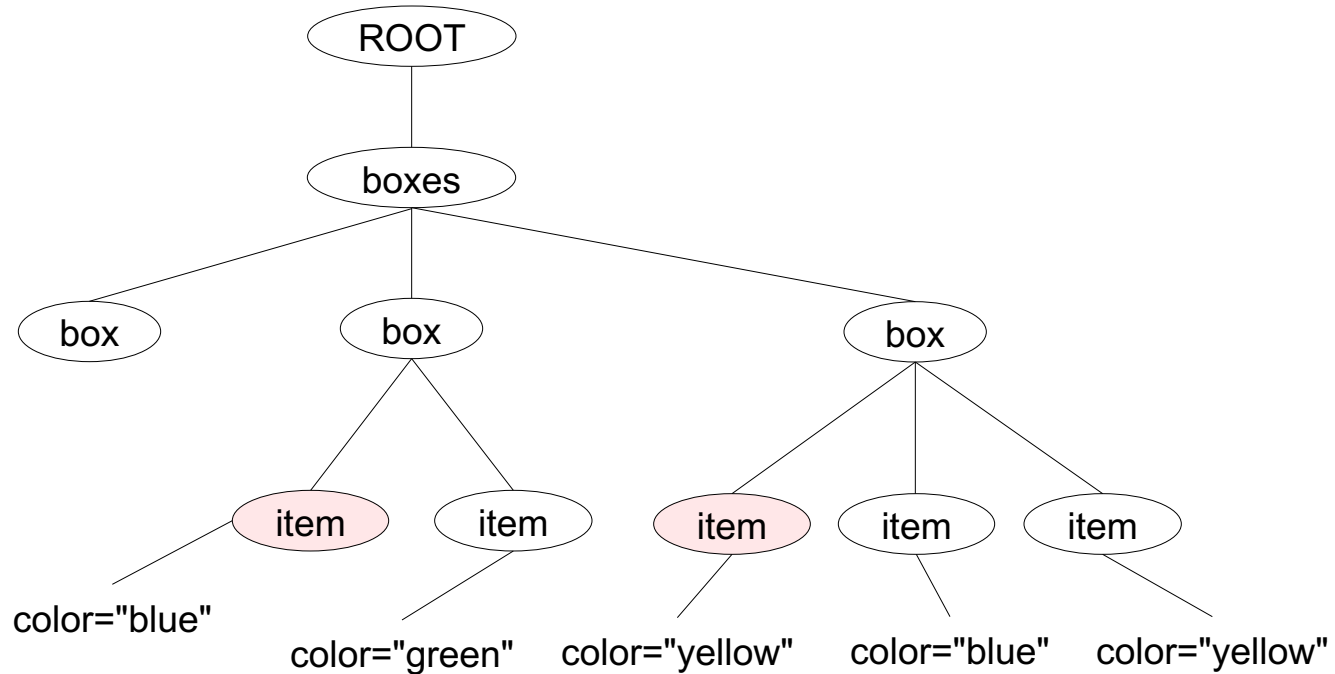 ROOT
boxes
box
box
box
item
item
item
item
item
color="blue"
color="green"
color="yellow"
color="blue"
color="yellow"